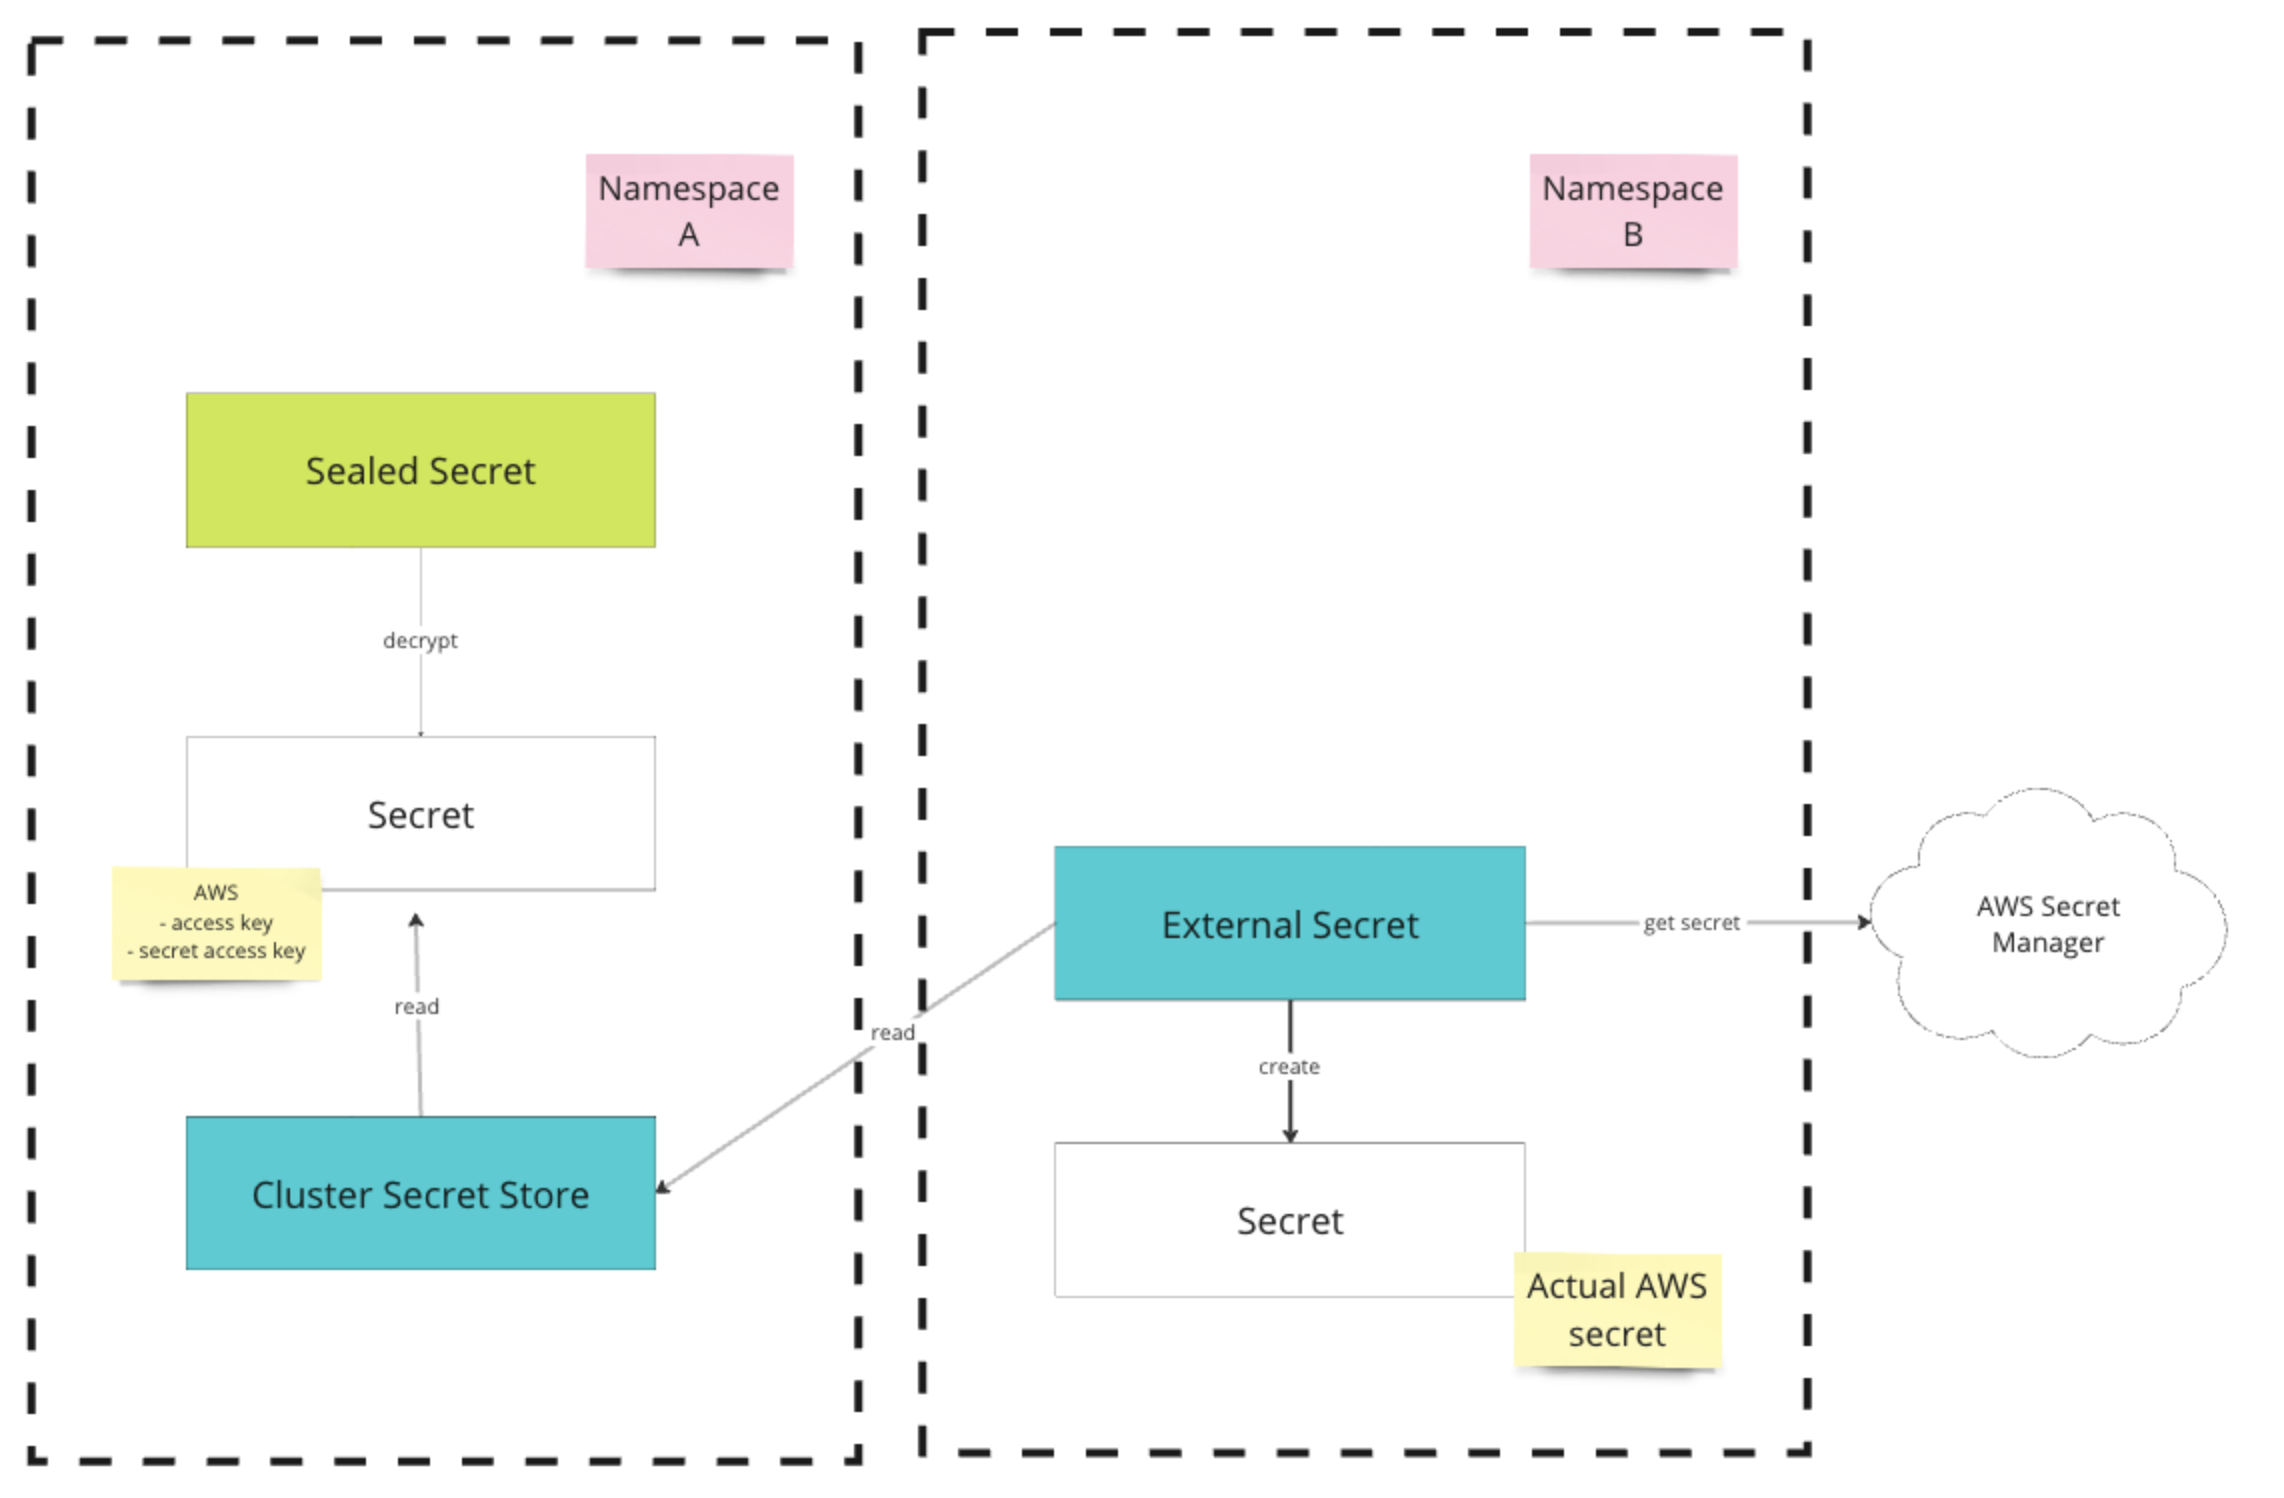 Namespace
A
Namespace
B
Sealed Secret
decrypt
Secret
AWS
- access key
- secret access key
read
Cluster Secret Store
read
External Secret
get secret
AWS Secret
Manager
create
Secret
Actual AWS
secret